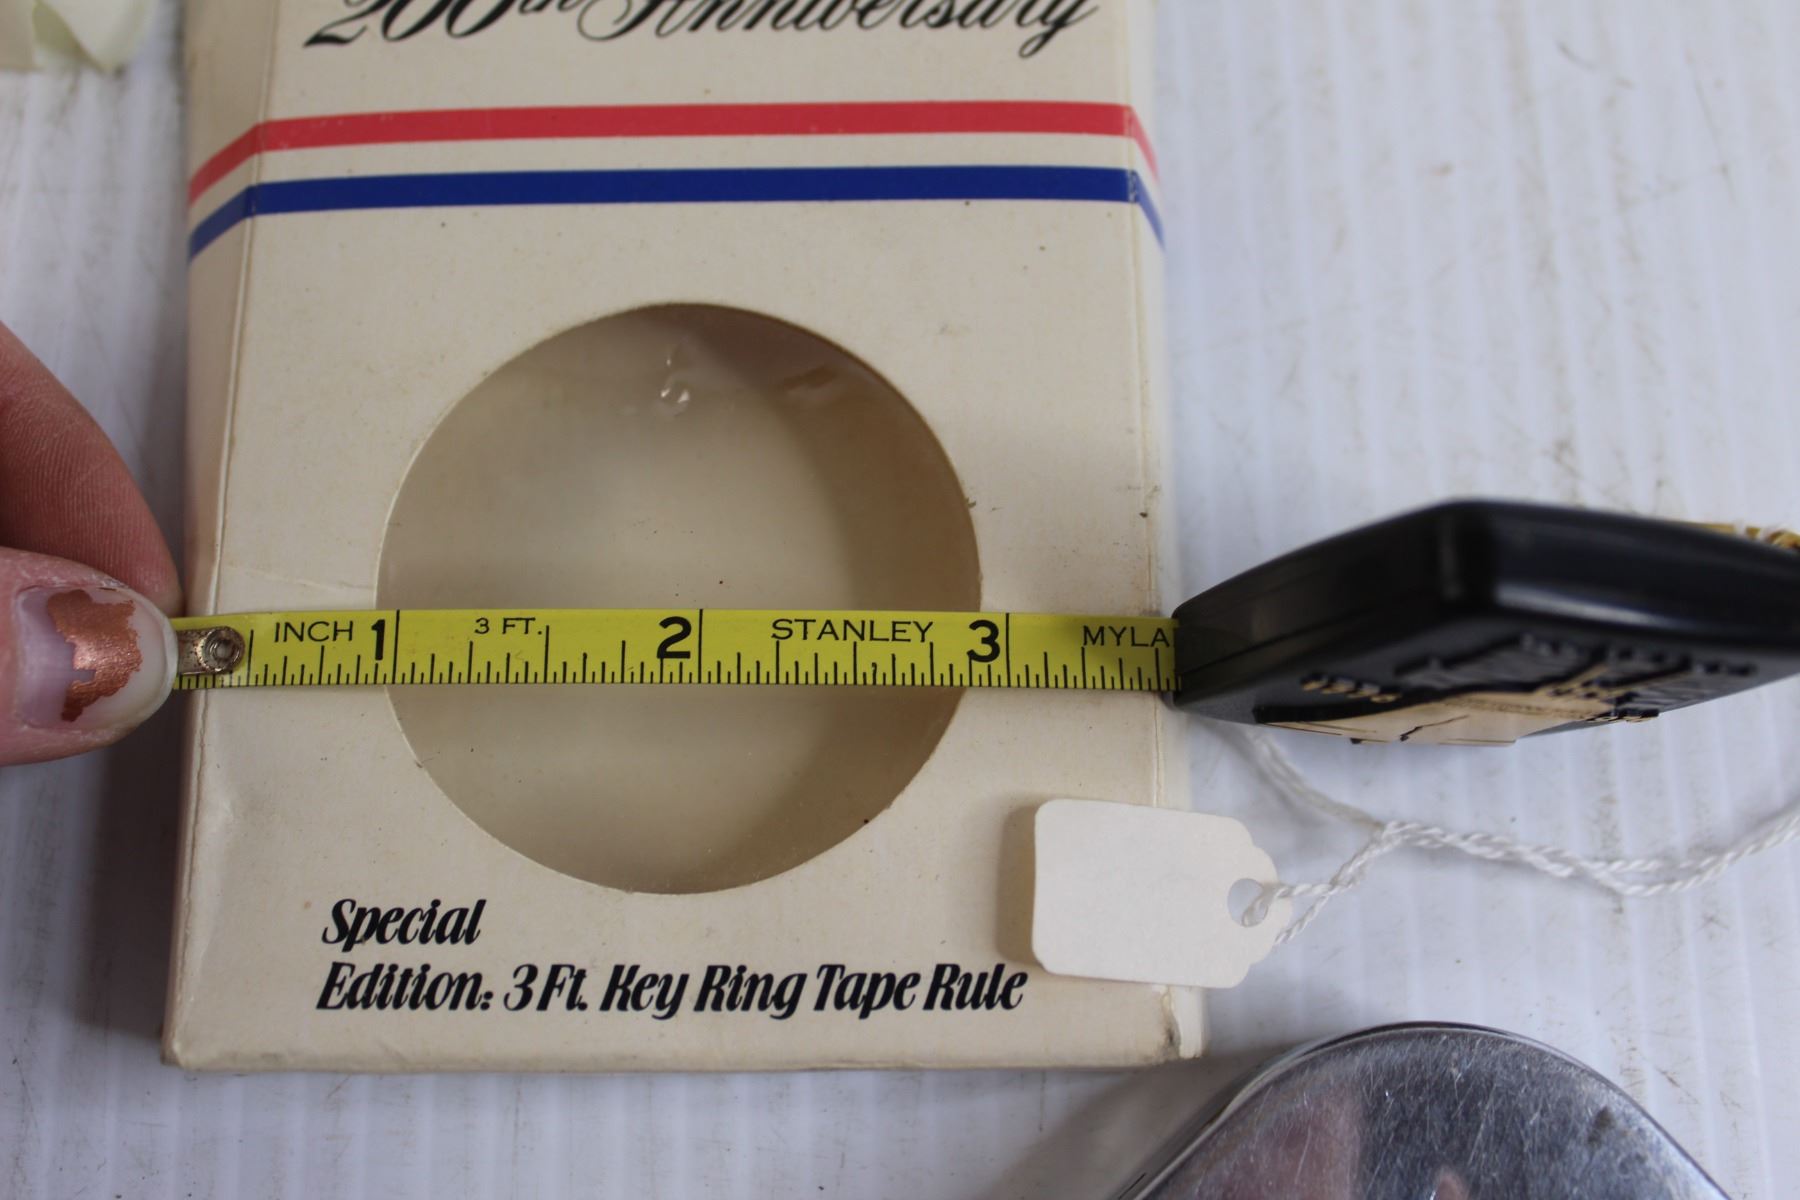 200th Anniversary
INCH 1 3 FT. 2 STANLEY 3 MYLA
Special
Edition: 3 Ft. Key Ring Tape Rule